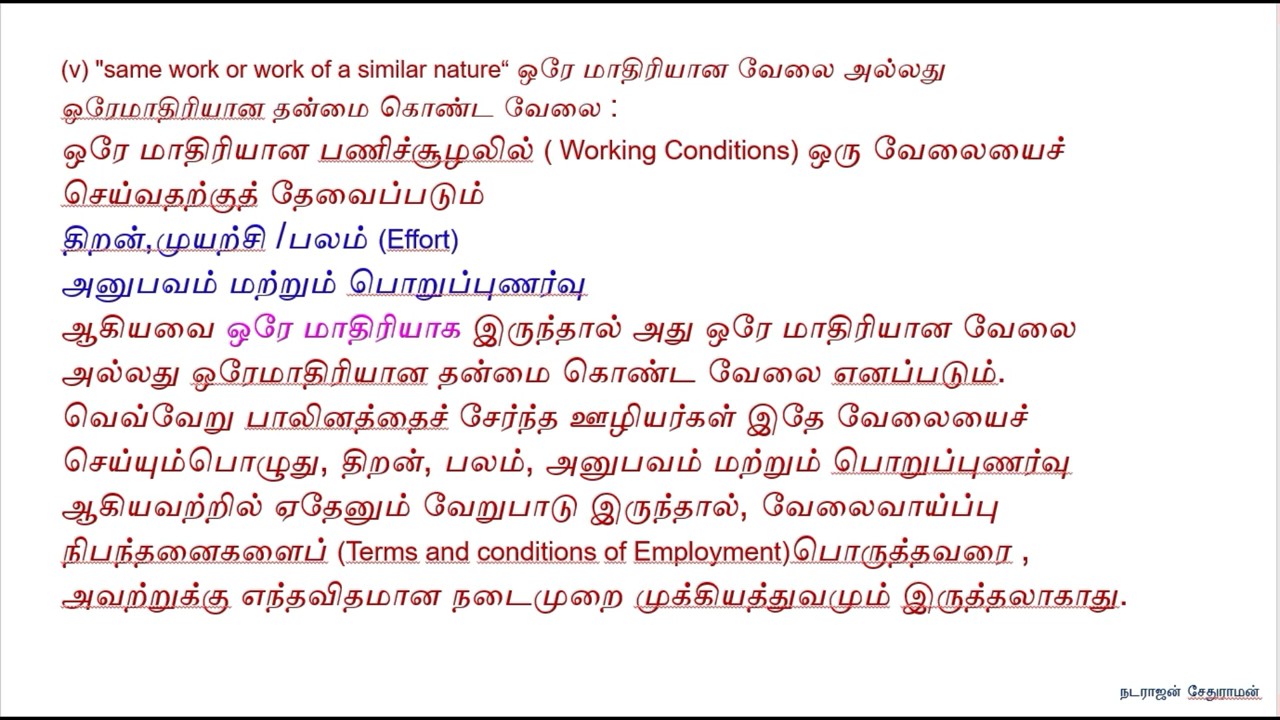 (v) "same work or work of a similar nature“ ஒரே மாதிரியான வேலை அல்லது
ஒரேமாதிரியான தன்மை கொண்ட வேலை :
ஒரே மாதிரியான பணிச்சூழலில் ( Working Conditions) ஒரு வேலையைச்
செய்வதற்குத் தேவைப்படும்
திறன்,முயற்சி /பலம் (Effort)
அனுபவம் மற்றும் பொறுப்புணர்வு
ஆகியவை ஒரே மாதிரியாக இருந்தால் அது ஒரே மாதிரியான வேலை
அல்லது ஒரேமாதிரியான தன்மை கொண்ட வேலை எனப்படும்.
வெவ்வேறு பாலினத்தைச் சேர்ந்த ஊழியர்கள் இதே வேலையைச்
செய்யும்பொழுது, திறன், பலம், அனுபவம் மற்றும் பொறுப்புணர்வு
ஆகியவற்றில் ஏதேனும் வேறுபாடு இருந்தால், வேலைவாய்ப்பு
நிபந்தனைகளைப் (Terms and conditions of Employment)பொருத்தவரை ,
அவற்றுக்கு எந்தவிதமான நடைமுறை முக்கியத்துவமும் இருத்தலாகாது.
நடராஜன் சேதுராமன்